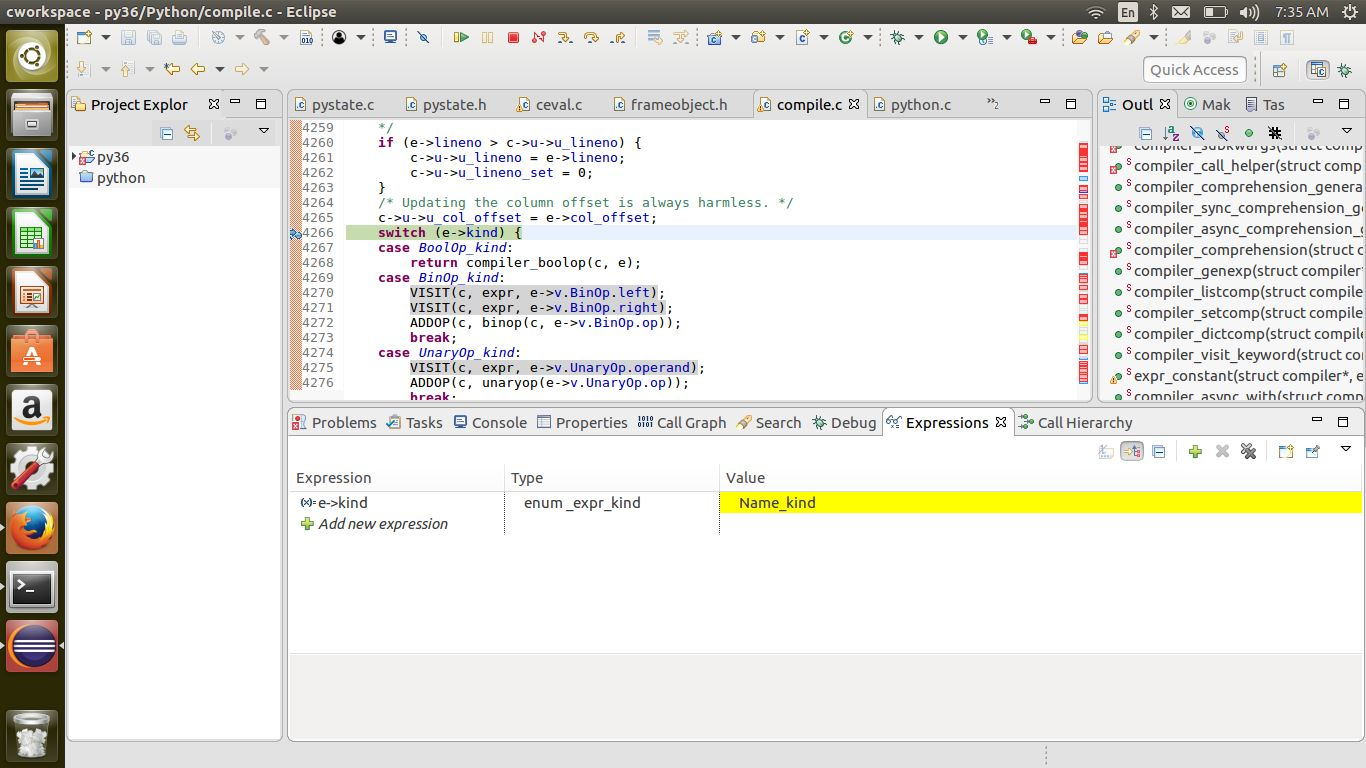 cworkspace - py36/Python/compile.c - Eclipse
En
7:35 AM
Quick Access
Project Explor
py36
python
pystate.c
pystate.h
ceval.c
frameobject.h
compile.c
python.c
»2
4259 */
4260 if (e->lineno > c->u->u_lineno) {
4261 c->u->u_lineno = e->lineno;
4262 c->u->u_lineno_set = 0;
4263 }
4264 /* Updating the column offset is always harmless. */
4265 c->u->u_col_offset = e->col_offset;
4266 switch (e->kind) {
4267 case BoolOp_kind:
4268 return compiler_boolop(c, e);
4269 case BinOp_kind:
4270 VISIT(c, expr, e->v.BinOp.left);
4271 VISIT(c, expr, e->v.BinOp.right);
4272 ADDOP(c, binop(c, e->v.BinOp.op));
4273 break;
4274 case UnaryOp_kind:
4275 VISIT(c, expr, e->v.UnaryOp.operand);
4276 ADDOP(c, unaryop(e->v.UnaryOp.op));
break;
Outl
Mak
Tas
compiler_subkwargs(struct comp
compiler_call_helper(struct comp
compiler_comprehension_genera
compiler_sync_comprehension_ge
compiler_async_comprehension_g
compiler_comprehension(struct c
compiler_genexp(struct compiler*
compiler_listcomp(struct compile
compiler_setcomp(struct compile
compiler_dictcomp(struct compile
compiler_visit_keyword(struct co
expr_constant(struct compiler*, e
compiler_async_with(struct comp
Problems
Tasks
Console
Properties
Call Graph
Search
Debug
Expressions
Call Hierarchy
Expression Type Value
e->kind enum _expr_kind Name_kind
Add new expression